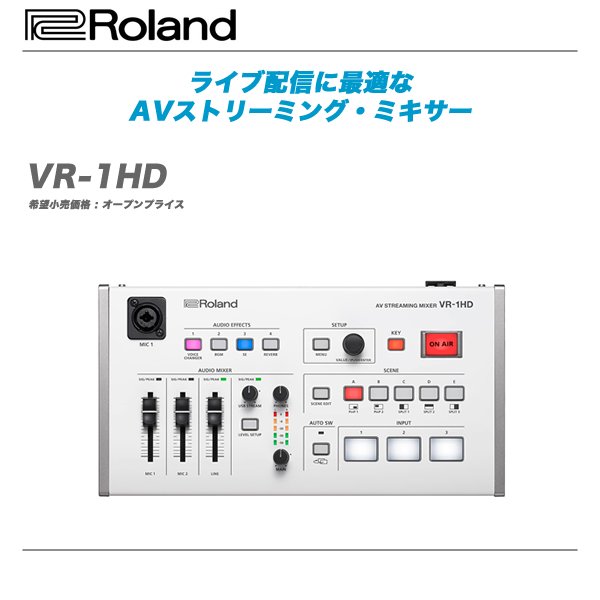 Roland
ライブ配信に最適な
AVストリーミング・ミキサー
VR-1HD
希望小売価格：オープンプライス
Roland
AV STREAMING MIXER VR-1HD
MIC 1
AUDIO EFFECTS
1 2 3 4
VOICE CHANGER BGM SE REVERB
SETUP
MENU
KEY
ON AIR
AUDIO MIXER
SIG/PEAK SIG/PEAK SIG/PEAK SIG/PEAK
USB STREAM
PHONES
LEVEL SETUP
MAIN
MIC 1 MIC 2 LINE
SCENE
A B C D E
SCENE EDIT
PinP 1 PinP 2 SPLIT 1 SPLIT 2 SPLIT 3
AUTO SW
INPUT
1 2 3